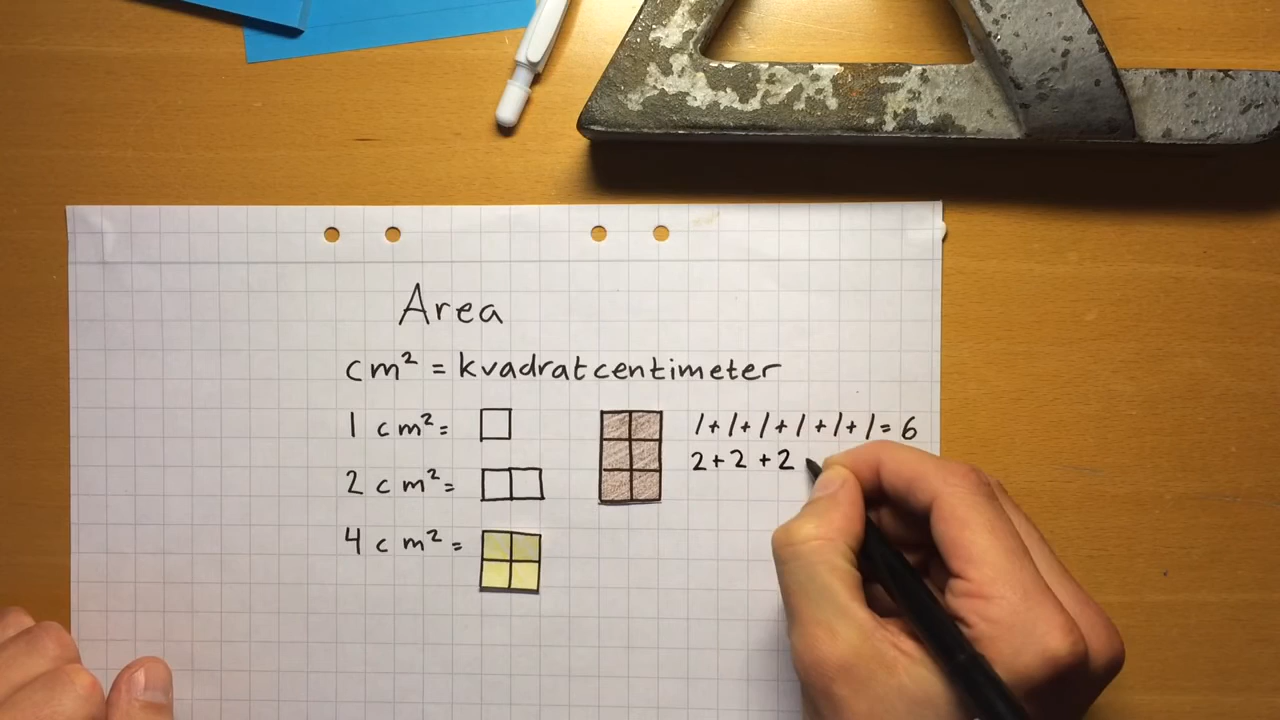 Area
cm² = kvadratcentimeter
1 cm² =
2 cm² =
4 cm² =
1+1+1+1+1+1= 6
2+2+2